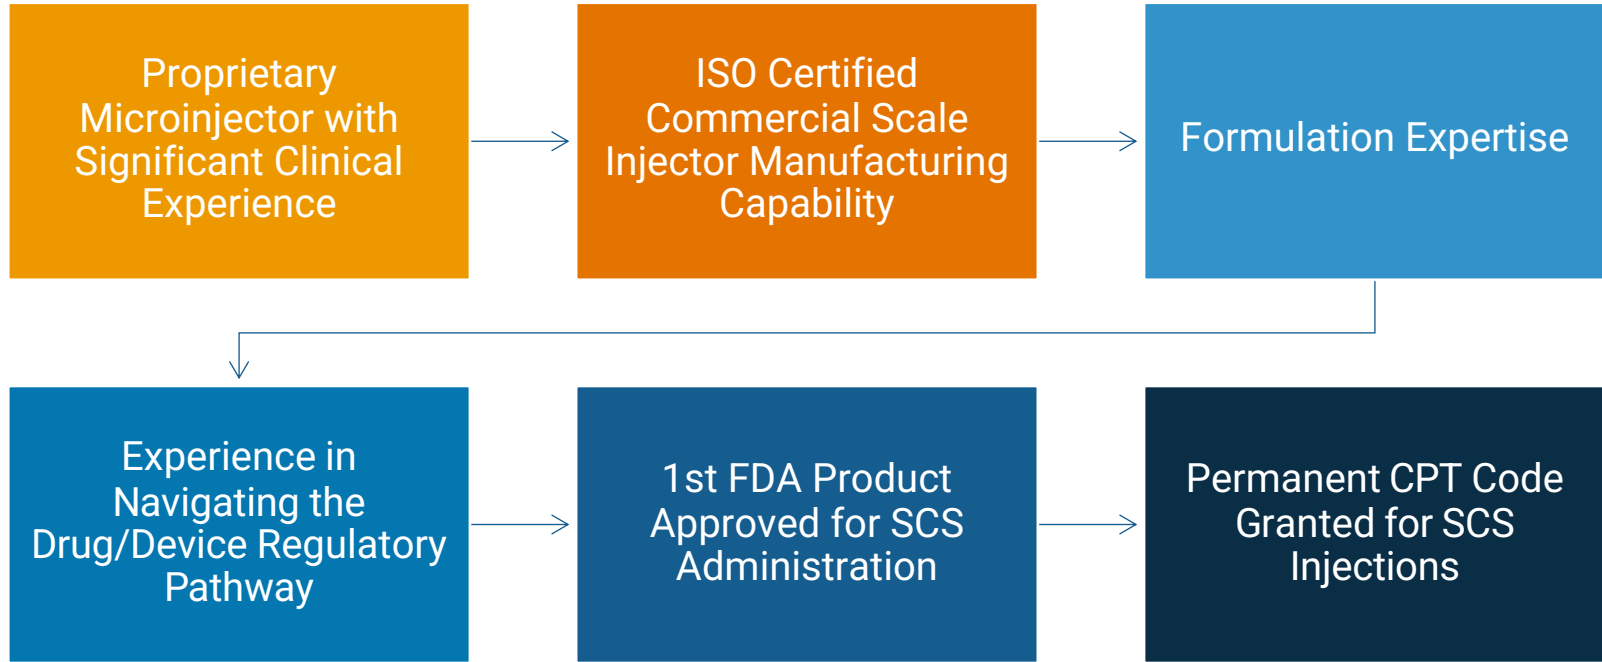 Proprietary
Microinjector with
Significant Clinical
Experience
ISO Certified
Commercial Scale
Injector Manufacturing
Capability
Formulation Expertise
Experience in
Navigating the
Drug/Device Regulatory
Pathway
1st FDA Product
Approved for SCS
Administration
Permanent CPT Code
Granted for SCS
Injections